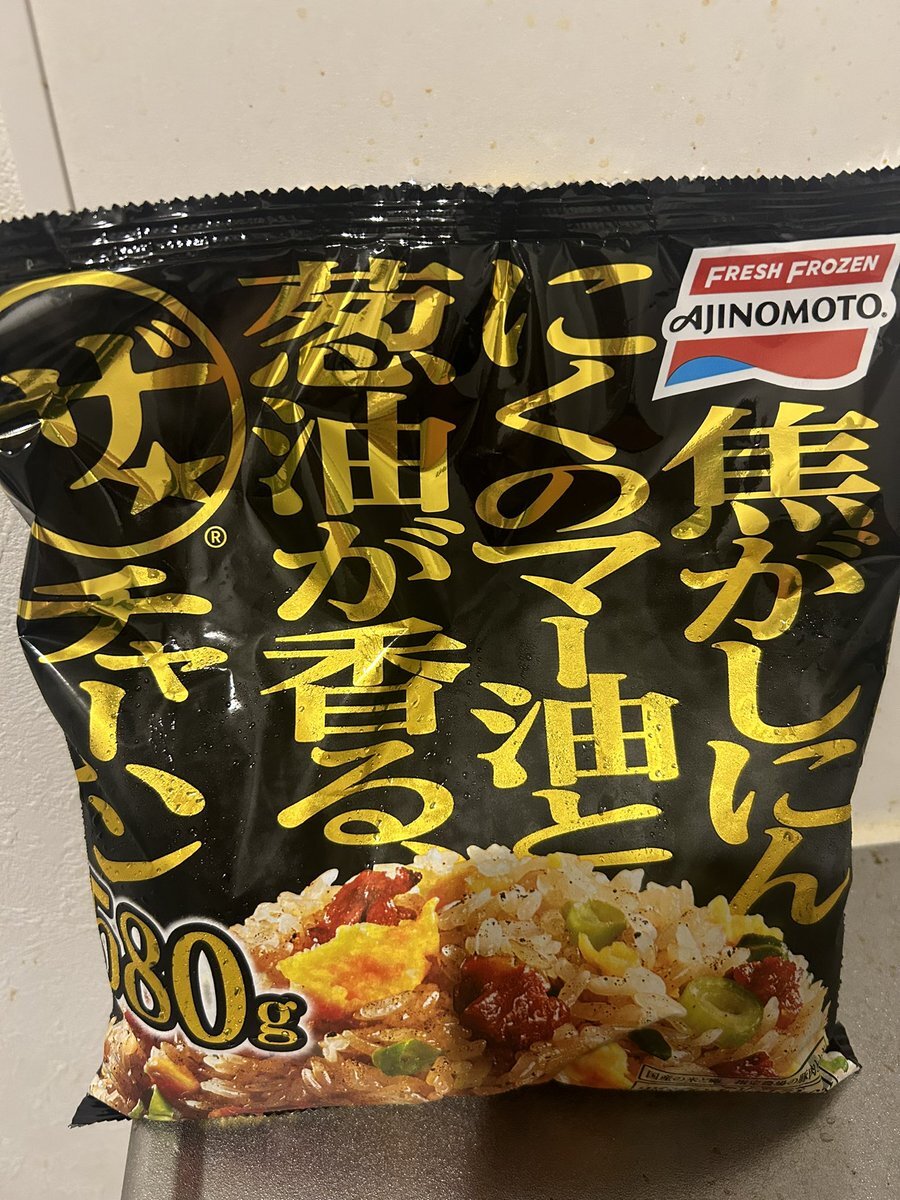 FRESH FROZEN
AJINOMOTO®
焦がしにん
にくのマー油と
葱油が香る、
ザ★®
チャーハン
580g